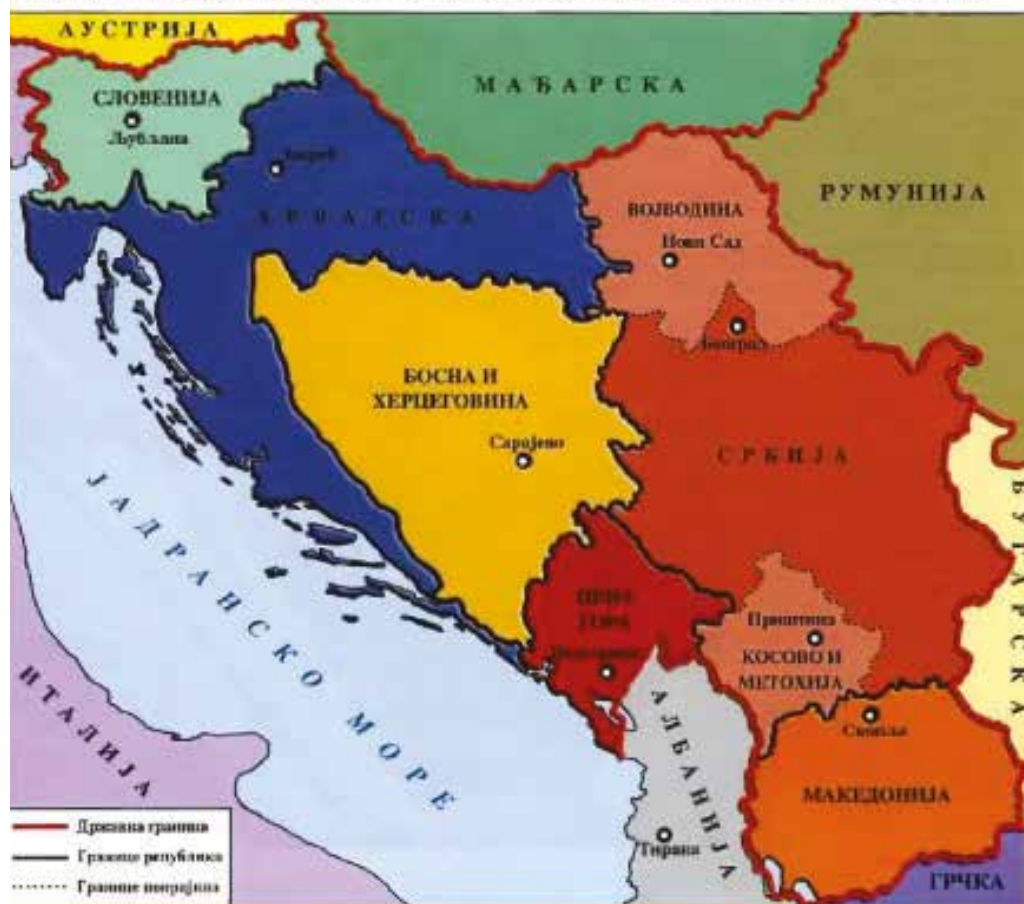 АУСТРИЈА
МАЂАРСКА
СЛОВЕНИЈА
Љубљана
Загреб
ХРВАТСКА
РУМУНИЈА
ВОЈВОДИНА
Нови Сад
Београд
БОСНА И
ХЕРЦЕГОВИНА
Сарајево
СРБИЈА
БУГАРСКА
ЈАДРАНСКО МОРЕ
ЦРНА
ГОРА
Приштина
КОСОВО И
МЕТОХИЈА
ИТАЛИЈА
АЛБАНИЈА
Скопље
МАКЕДОНИЈА
Тирана
ГРЧКА
Државна граница
Границе република
Границе покрајина